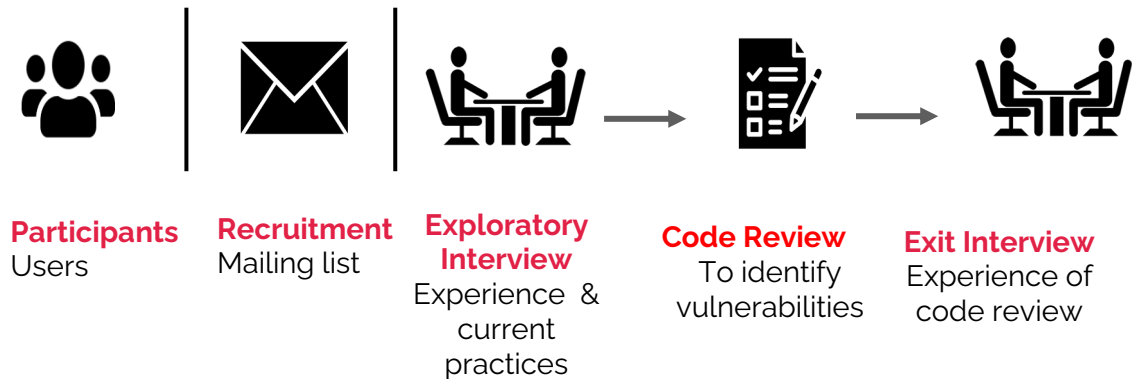 Participants
Users
Recruitment
Mailing list
Exploratory
Interview
Experience & 
current
practices
Code Review
To identify
vulnerabilities
Exit Interview
Experience of
code review